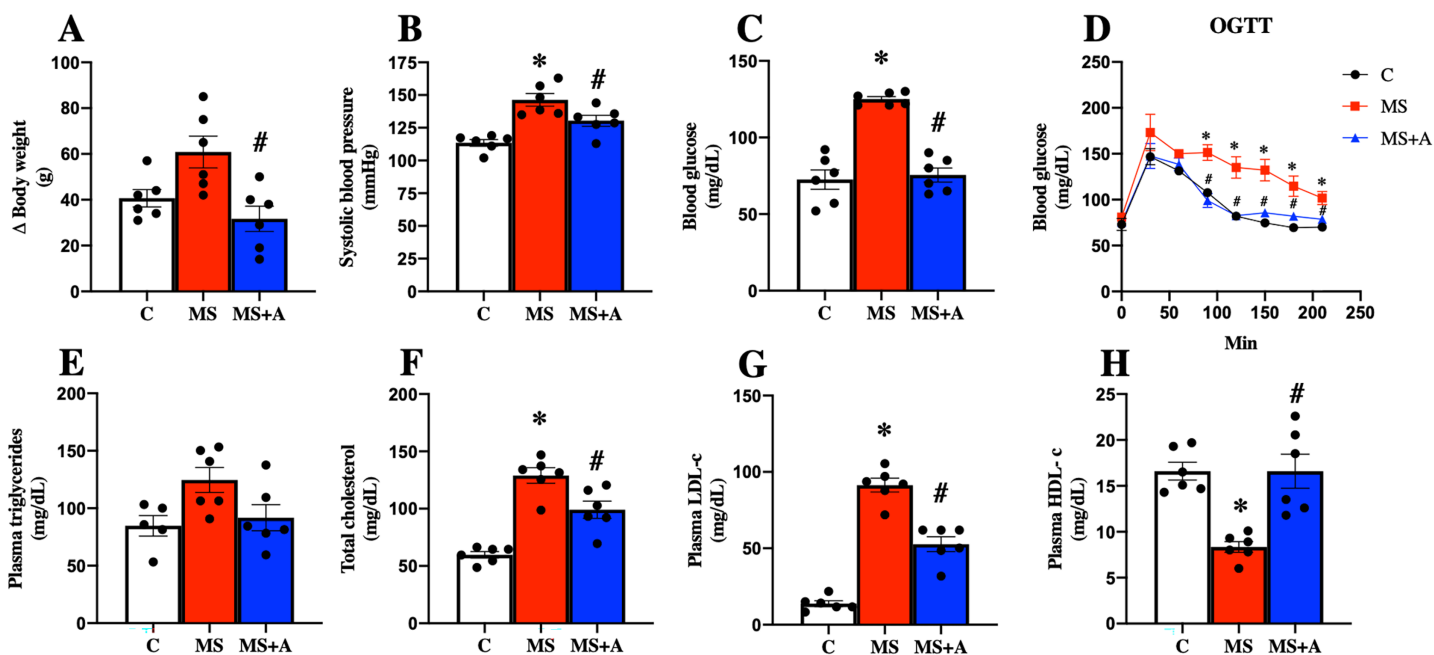 A
Δ Body weight
(g)
100
80
60
40
20
0
#
C MS MS+A
B
Systolic blood pressure
(mmHg)
175
150
125
100
75
50
25
0
*
#
C MS MS+A
C
Blood glucose
(mg/dL)
150
100
50
0
*
#
C MS MS+A
D OGTT
Blood glucose
(mg/dL)
250
200
150
100
50
0
* * * * *
# # # # #
0 50 100 150 200 250
Min
C
MS
MS+A
E
Plasma triglycerides
(mg/dL)
200
150
100
50
0
C MS MS+A
F
Total cholesterol
(mg/dL)
200
150
100
50
0
*
#
C MS MS+A
G
Plasma LDL-c
(mg/dL)
150
100
50
0
*
#
C MS MS+A
H
Plasma HDL- c
(mg/dL)
25
20
15
10
5
0
*
#
C MS MS+A